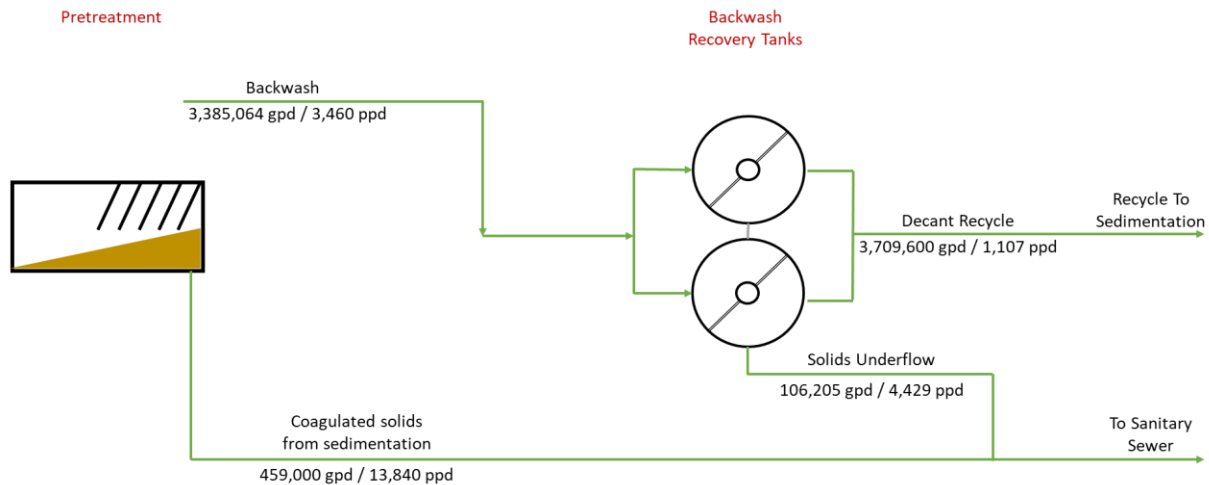 Pretreatment
Backwash
Recovery Tanks
Backwash
3,385,064 gpd / 3,460 ppd
Decant Recycle
3,709,600 gpd / 1,107 ppd
Recycle To
Sedimentation
Solids Underflow
106,205 gpd / 4,429 ppd
Coagulated solids
from sedimentation
459,000 gpd / 13,840 ppd
To Sanitary
Sewer